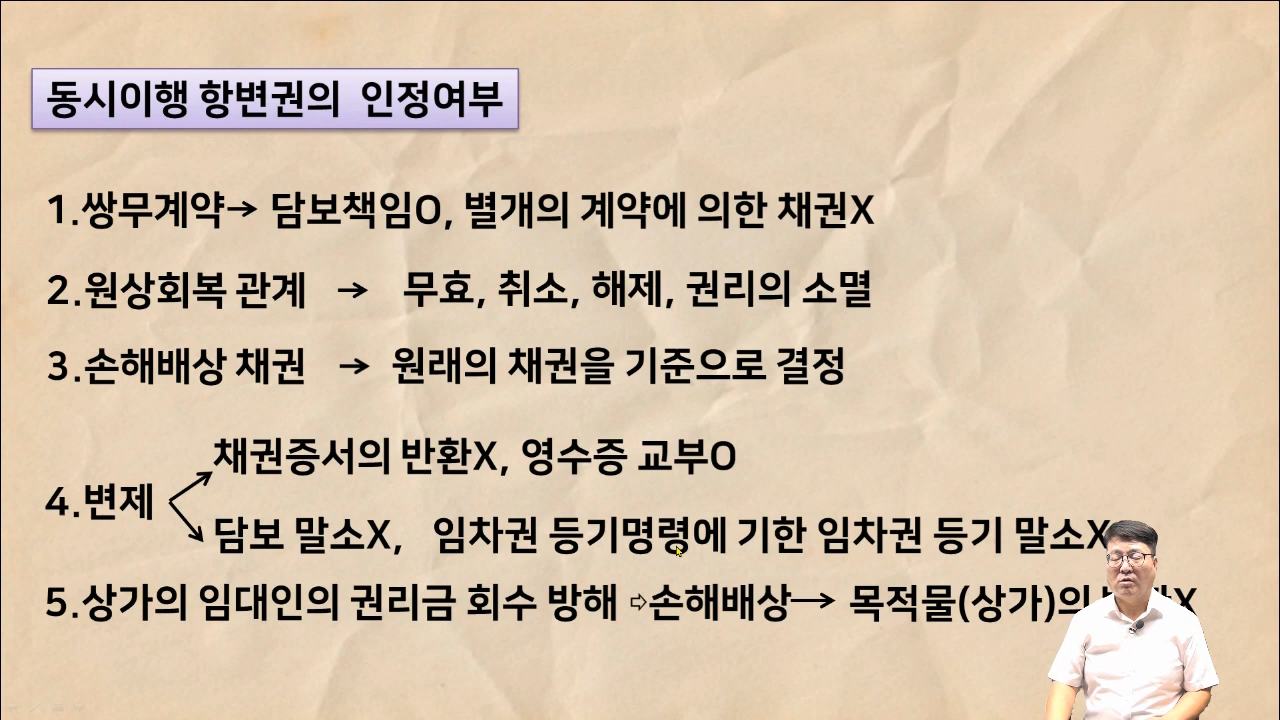 동시이행 항변권의 인정여부
1.쌍무계약→ 담보책임O, 별개의 계약에 의한 채권X
2.원상회복 관계 → 무효, 취소, 해제, 권리의 소멸
3.손해배상 채권 → 원래의 채권을 기준으로 결정
채권증서의 반환X, 영수증 교부O
4.변제
담보 말소X, 임차권 등기명령에 기한 임차권 등기 말소X
5.상가의 임대인의 권리금 회수 방해 ⇨손해배상→ 목적물(상가)의 X